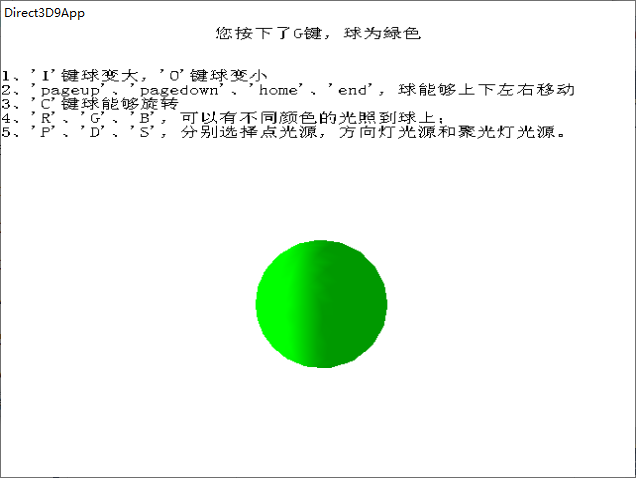 Direct3D9App
您按下了G键，球为緑色
1、'I'键球变大，'O'键球变小
2、'pageup'、'pagedown'、'home'、'end'，球能够上下左右移动
3、'C'键球能够旋转
4、'R'、'G'、'B'，可以有不同颜色的光照到球上；
5、'P'、'D'、'S'，分别选择点光源，方向灯光源和聚光灯光源。